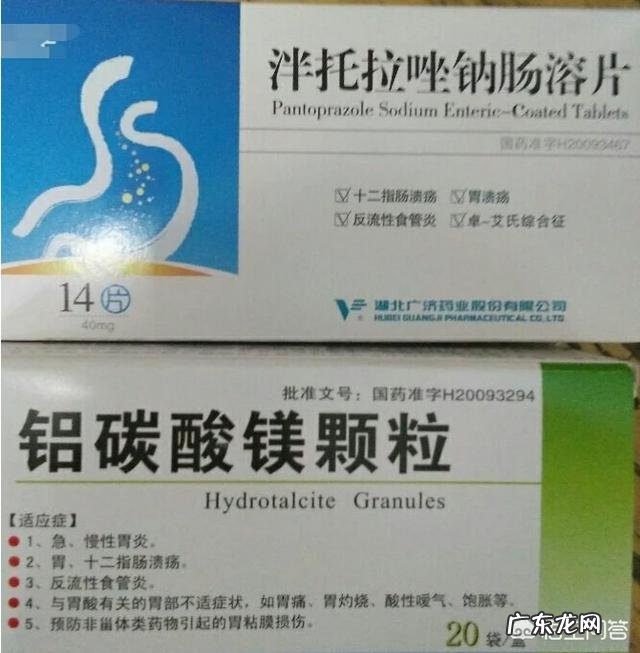 泮托拉唑钠肠溶片
Pantoprazole Sodium Enteric-Coated Tablets
国药准字H20093467
十二指肠溃疡 胃溃疡
反流性食管炎 卓-艾氏综合征
14片
40mg
湖北广济药业股份有限公司
HUBEI GUANGJI PHARMACEUTICAL CO.,LTD.
批准文号：国药准字H20093294
铝碳酸镁颗粒
Hydrotalcite Granules
【适应症】
1、急、慢性胃炎。
2、胃、十二指肠溃疡。
3、反流性食管炎。
4、与胃酸有关的胃部不适症状，如胃痛、胃灼烧、酸性嗳气、饱胀等。
5、预防非甾体类药物引起的胃粘膜损伤。
20袋/盒
广东龙网